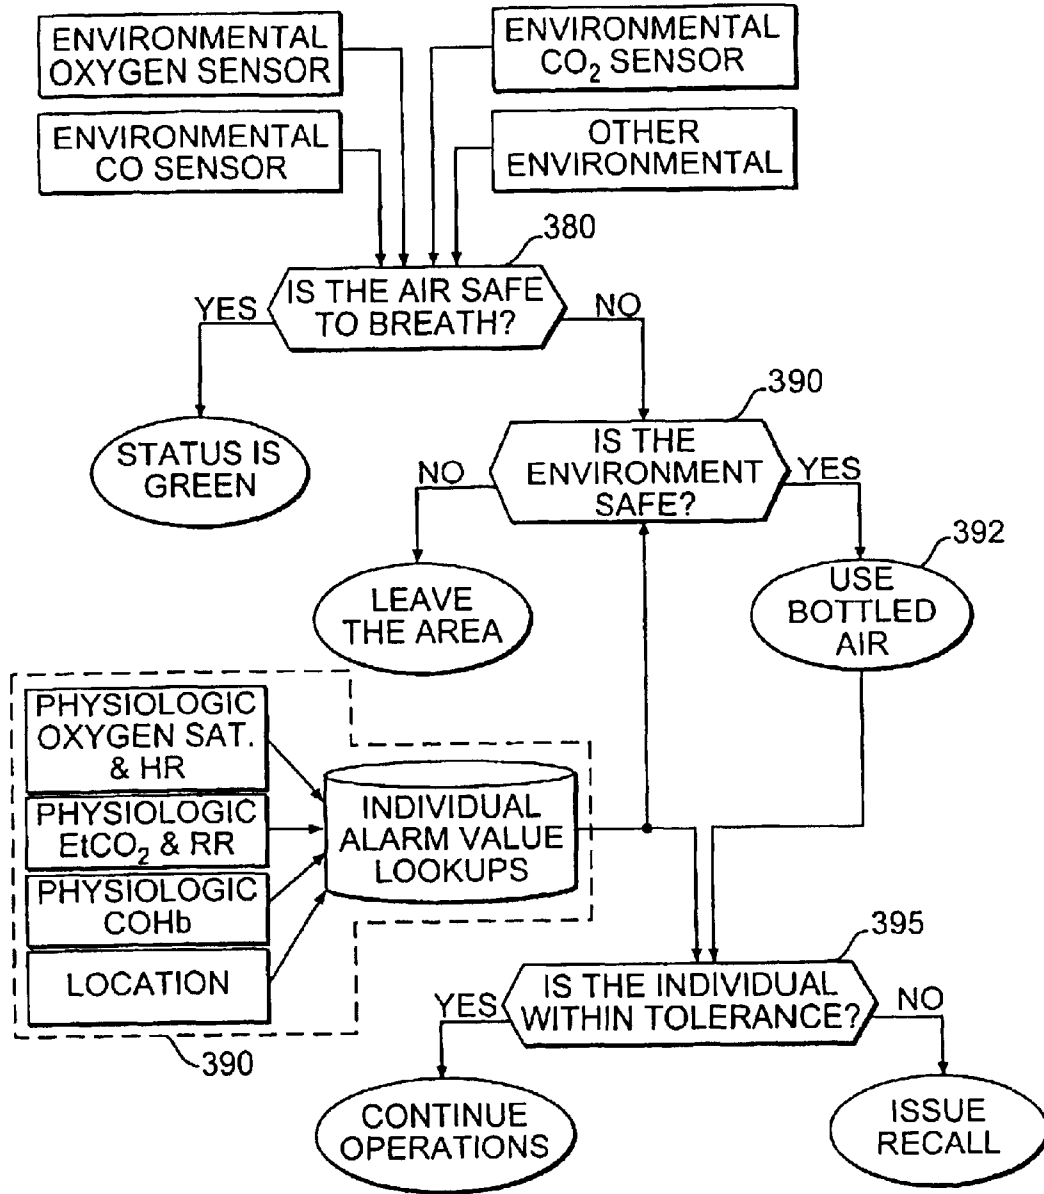 ENVIRONMENTAL
OXYGEN SENSOR
ENVIRONMENTAL
CO₂ SENSOR
ENVIRONMENTAL
CO SENSOR
OTHER
ENVIRONMENTAL
380
IS THE AIR SAFE
TO BREATH?
YES
NO
390
STATUS IS
GREEN
IS THE
ENVIRONMENT
SAFE?
NO
YES
392
LEAVE
THE AREA
USE
BOTTLED
AIR
PHYSIOLOGIC
OXYGEN SAT.
& HR
PHYSIOLOGIC
EtCO₂ & RR
PHYSIOLOGIC
COHb
LOCATION
INDIVIDUAL
ALARM VALUE
LOOKUPS
390
395
IS THE INDIVIDUAL
WITHIN TOLERANCE?
YES
NO
CONTINUE
OPERATIONS
ISSUE
RECALL